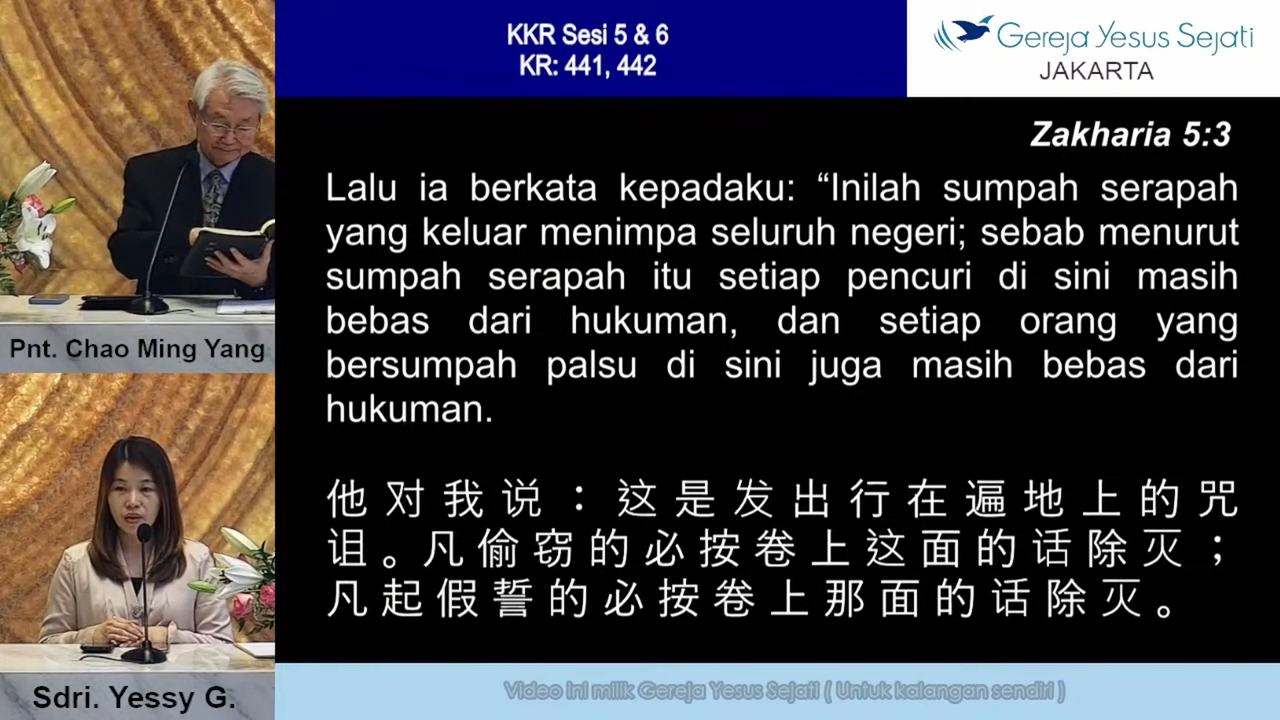 KKR Sesi 5 & 6
KR: 441, 442
Gereja Yesus Sejati
JAKARTA
Zakharia 5:3
Lalu ia berkata kepadaku: “Inilah sumpah serapah
yang keluar menimpa seluruh negeri; sebab menurut
sumpah serapah itu setiap pencuri di sini masih
bebas dari hukuman, dan setiap orang yang
bersumpah palsu di sini juga masih bebas dari
hukuman.
他对我说：这是发出行在遍地上的咒
诅。凡偷窃的必按卷上这面的话除灭；
凡起假誓的必按卷上那面的话除灭。
Pnt. Chao Ming Yang
Sdri. Yessy G.
Video ini milik Gereja Yesus Sejati ( Untuk kalangan sendiri )